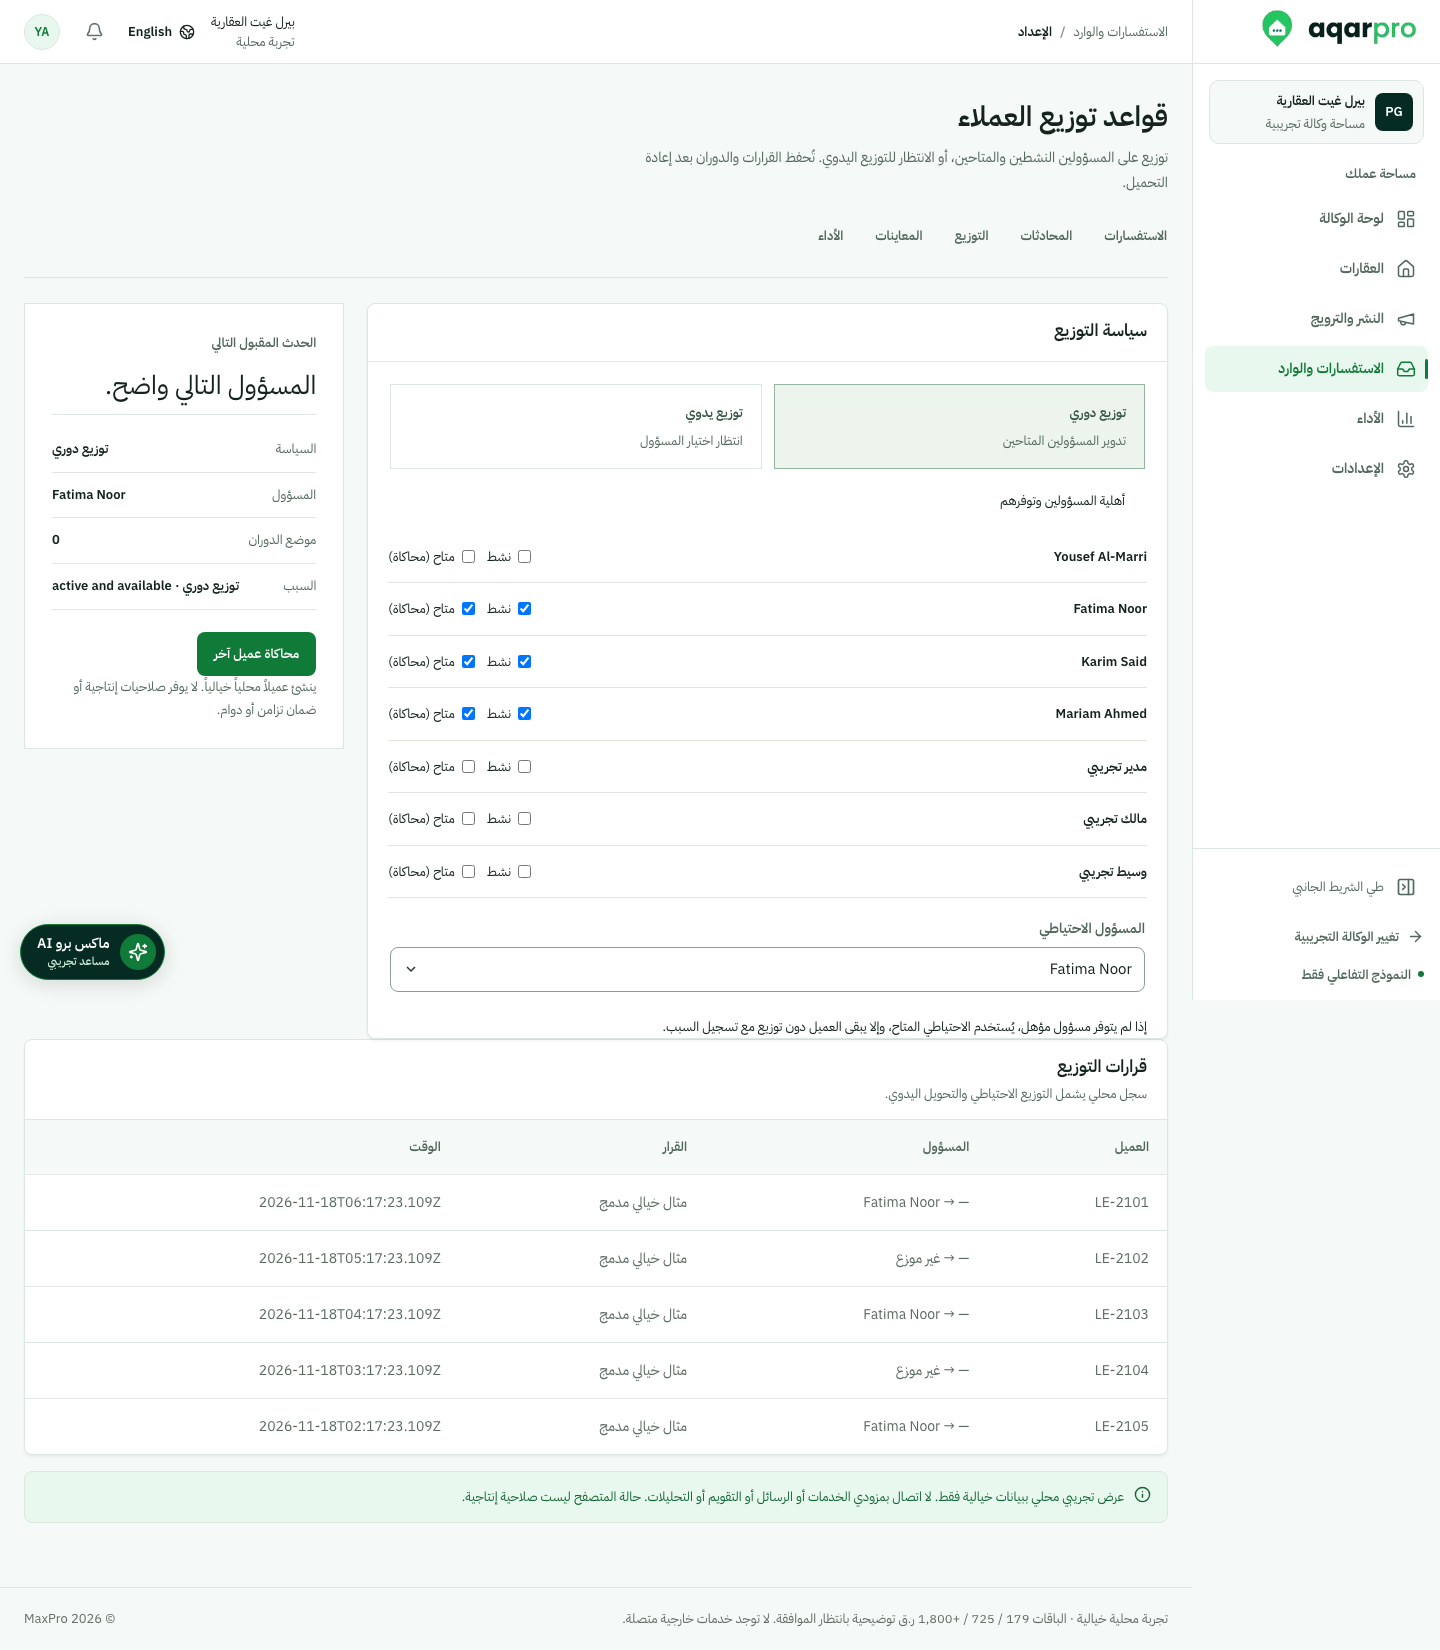 aqarpro
PG
بيرل غيت العقارية
مساحة وكالة تجريبية
مساحة عملك
لوحة الوكالة
العقارات
النشر والترويج
الاستفسارات والوارد
الأداء
الإعدادات
طي الشريط الجانبي
تغيير الوكالة التجريبية
النموذج التفاعلي فقط
الاستفسارات والوارد / الإعداد
بيرل غيت العقارية
تجربة محلية
English
YA
قواعد توزيع العملاء
توزيع على المسؤولين النشطين والمتاحين، أو الانتظار للتوزيع اليدوي. تُحفظ القرارات والدوران بعد إعادة
التحميل.
الاستفسارات المحادثات التوزيع المعاينات الأداء
سياسة التوزيع
توزيع دوري
تدوير المسؤولين المتاحين
توزيع يدوي
انتظار اختيار المسؤول
أهلية المسؤولين وتوفرهم
Yousef Al-Marri نشط متاح (محاكاة)
Fatima Noor نشط متاح (محاكاة)
Karim Said نشط متاح (محاكاة)
Mariam Ahmed نشط متاح (محاكاة)
مدير تجريبي نشط متاح (محاكاة)
مالك تجريبي نشط متاح (محاكاة)
وسيط تجريبي نشط متاح (محاكاة)
المسؤول الاحتياطي
Fatima Noor
إذا لم يتوفر مسؤول مؤهل، يُستخدم الاحتياطي المتاح، وإلا يبقى العميل دون توزيع مع تسجيل السبب.
الحدث المقبول التالي
المسؤول التالي واضح.
السياسة توزيع دوري
المسؤول Fatima Noor
موضع الدوران 0
السبب توزيع دوري · active and available
محاكاة عميل آخر
ينشئ عميلاً محلياً خيالياً. لا يوفر صلاحيات إنتاجية أو
ضمان تزامن أو دوام.
ماكس برو AI
مساعد تجريبي
قرارات التوزيع
سجل محلي يشمل التوزيع الاحتياطي والتحويل اليدوي.
العميل المسؤول القرار الوقت
LE-2101 — → Fatima Noor مثال خيالي مدمج 2026-11-18T06:17:23.109Z
LE-2102 — → غير موزع مثال خيالي مدمج 2026-11-18T05:17:23.109Z
LE-2103 — → Fatima Noor مثال خيالي مدمج 2026-11-18T04:17:23.109Z
LE-2104 — → غير موزع مثال خيالي مدمج 2026-11-18T03:17:23.109Z
LE-2105 — → Fatima Noor مثال خيالي مدمج 2026-11-18T02:17:23.109Z
عرض تجريبي محلي ببيانات خيالية فقط. لا اتصال بمزودي الخدمات أو الرسائل أو التقويم أو التحليلات. حالة المتصفح ليست صلاحية إنتاجية.
تجربة محلية خيالية · الباقات 179 / 725 / 1,800+ ر.ق توضيحية بانتظار الموافقة. لا توجد خدمات خارجية متصلة.
© 2026 MaxPro